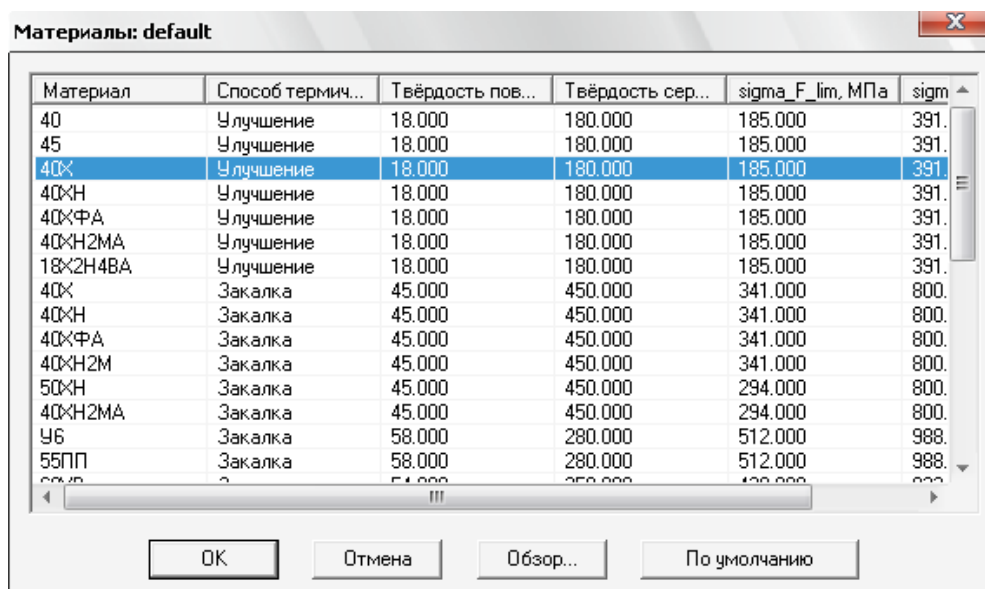 Материалы: default
Материал Способ термич... Твёрдость пов... Твёрдость сер... sigma_F_lim, МПа sigm
40 Улучшение 18.000 180.000 185.000 391.
45 Улучшение 18.000 180.000 185.000 391.
40Х Улучшение 18.000 180.000 185.000 391.
40ХН Улучшение 18.000 180.000 185.000 391.
40ХФА Улучшение 18.000 180.000 185.000 391.
40ХН2МА Улучшение 18.000 180.000 185.000 391.
18Х2Н4ВА Улучшение 18.000 180.000 185.000 391.
40Х Закалка 45.000 450.000 341.000 800.
40ХН Закалка 45.000 450.000 341.000 800.
40ХФА Закалка 45.000 450.000 341.000 800.
40ХН2М Закалка 45.000 450.000 341.000 800.
50ХН Закалка 45.000 450.000 294.000 800.
40ХН2МА Закалка 45.000 450.000 294.000 800.
У6 Закалка 58.000 280.000 512.000 988.
55ПП Закалка 58.000 280.000 512.000 988.
OK Отмена Обзор... По умолчанию